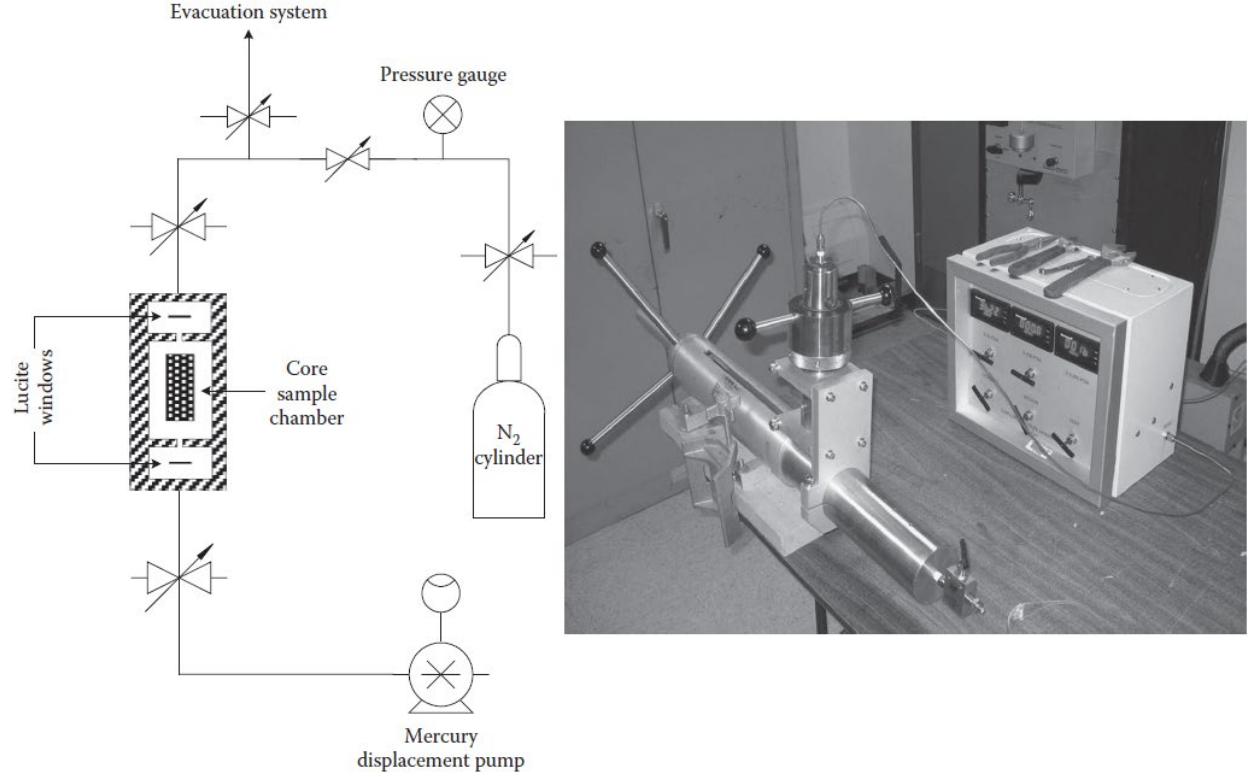 Evacuation system
Pressure gauge
Lucite
windows
Core
sample
chamber
N2
cylinder
Mercury
displacement pump